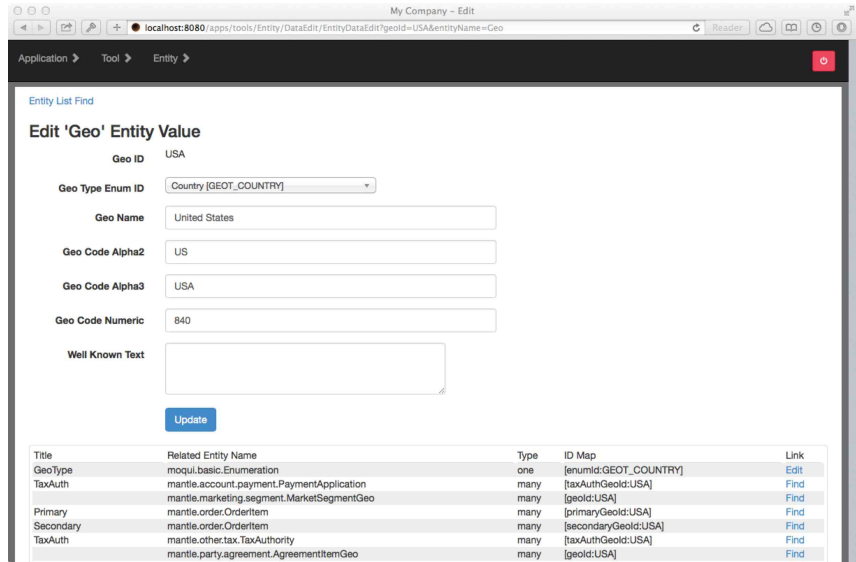 My Company – Edit
localhost:8080/apps/tools/Entity/DataEdit/EntityDataEdit?geoId=USA&entityName=Geo
Reader
Application Tool Entity
Entity List Find
Edit 'Geo' Entity Value
Geo ID USA
Geo Type Enum ID Country [GEOT_COUNTRY]
Geo Name United States
Geo Code Alpha2 US
Geo Code Alpha3 USA
Geo Code Numeric 840
Well Known Text
Update
Title Related Entity Name Type ID Map Link
GeoType moqui.basic.Enumeration one [enumId:GEOT_COUNTRY] Edit
TaxAuth mantle.account.payment.PaymentApplication many [taxAuthGeoId:USA] Find
mantle.marketing.segment.MarketSegmentGeo many [geoId:USA] Find
Primary mantle.order.OrderItem many [primaryGeoId:USA] Find
Secondary mantle.order.OrderItem many [secondaryGeoId:USA] Find
TaxAuth mantle.other.tax.TaxAuthority many [taxAuthGeoId:USA] Find
mantle.party.agreement.AgreementItemGeo many [geoId:USA] Find